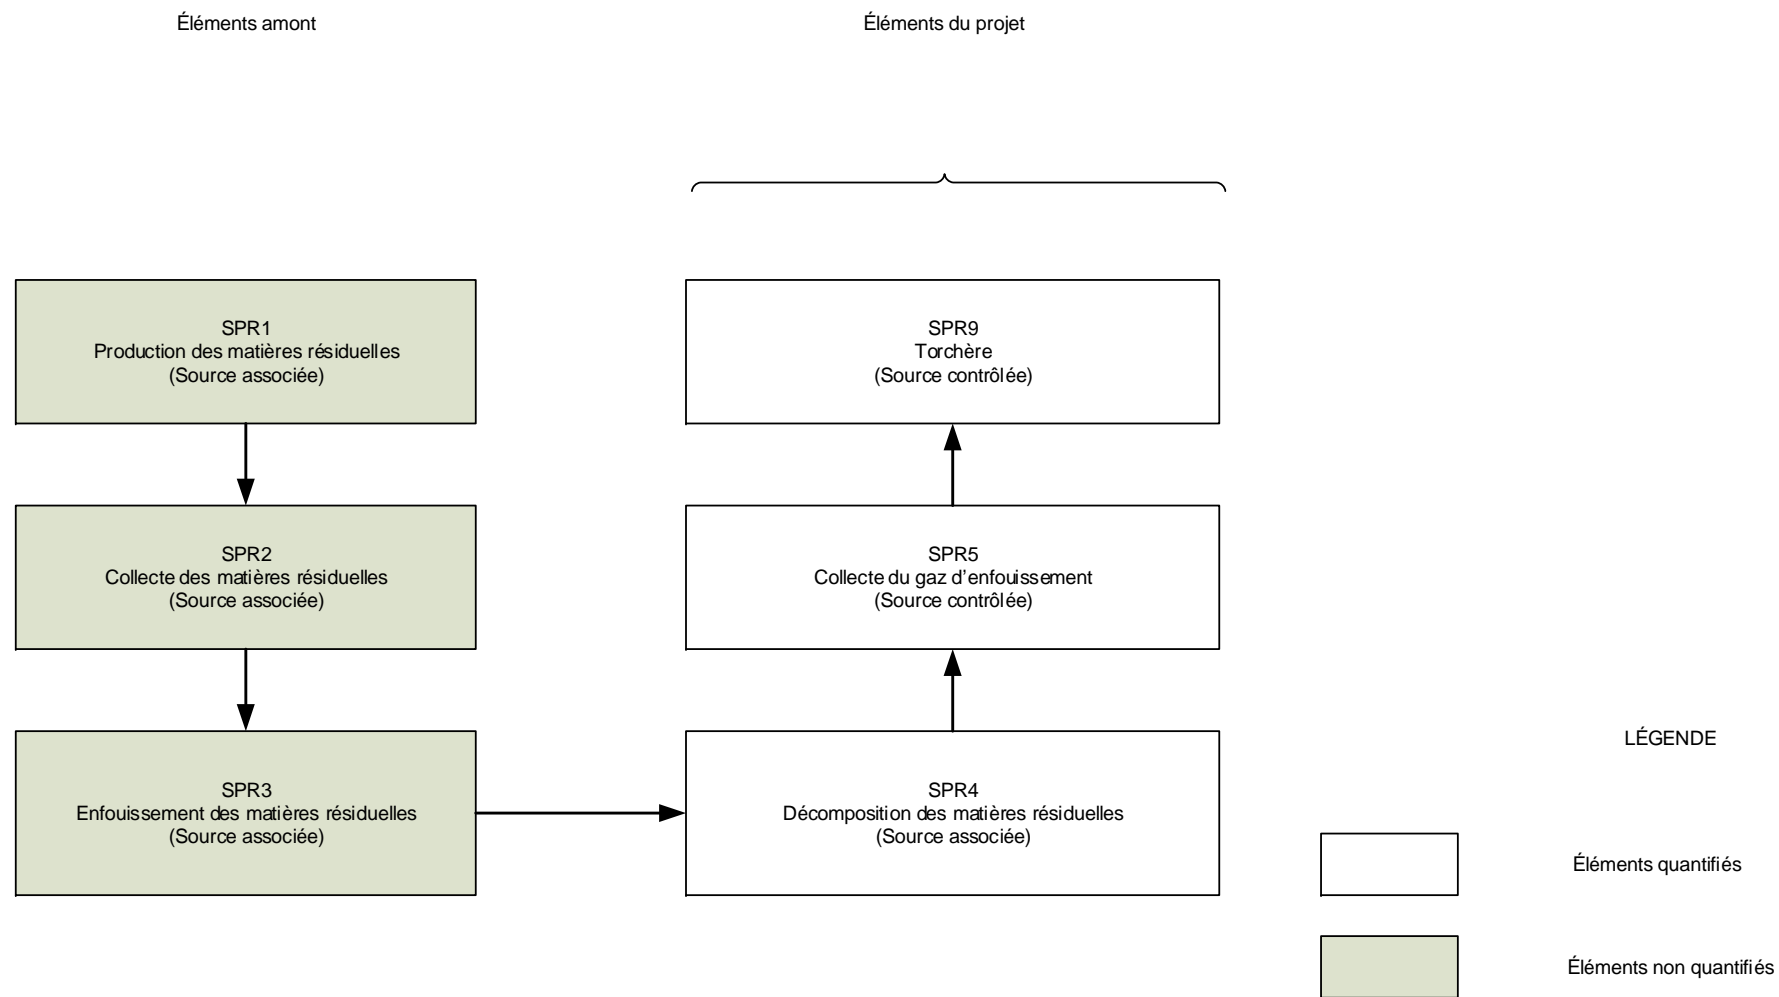 Éléments amont
Éléments du projet
SPR1
Production des matières résiduelles
(Source associée)
SPR9
Torchère
(Source contrôlée)
SPR2
Collecte des matières résiduelles
(Source associée)
SPR5
Collecte du gaz d’enfouissement
(Source contrôlée)
SPR3
Enfouissement des matières résiduelles
(Source associée)
SPR4
Décomposition des matières résiduelles
(Source associée)
LÉGENDE
Éléments quantifiés
Éléments non quantifiés